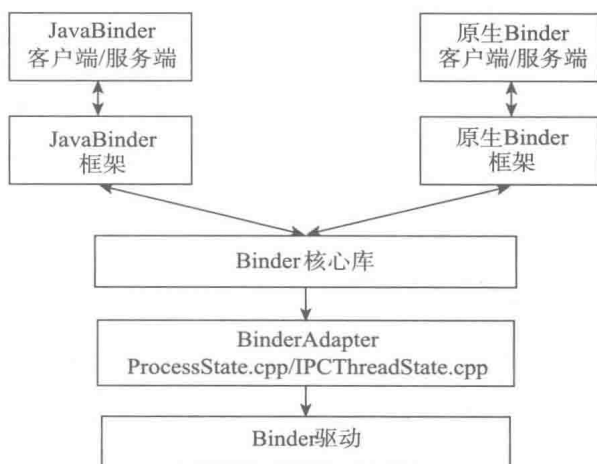 JavaBinder
客户端/服务端
原生Binder
客户端/服务端
JavaBinder
框架
原生Binder
框架
Binder核心库
BinderAdapter
ProcessState.cpp/IPCThreadState.cpp
Binder驱动